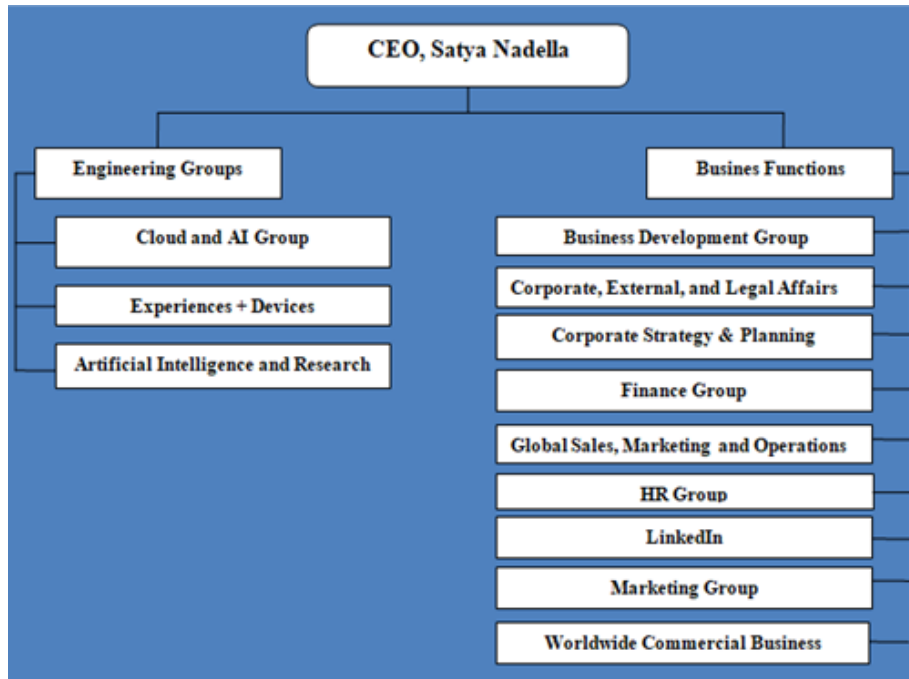 CEO, Satya Nadella
Engineering Groups
Cloud and AI Group
Experiences + Devices
Artificial Intelligence and Research
Busines Functions
Business Development Group
Corporate, External, and Legal Affairs
Corporate Strategy & Planning
Finance Group
Global Sales, Marketing and Operations
HR Group
LinkedIn
Marketing Group
Worldwide Commercial Business